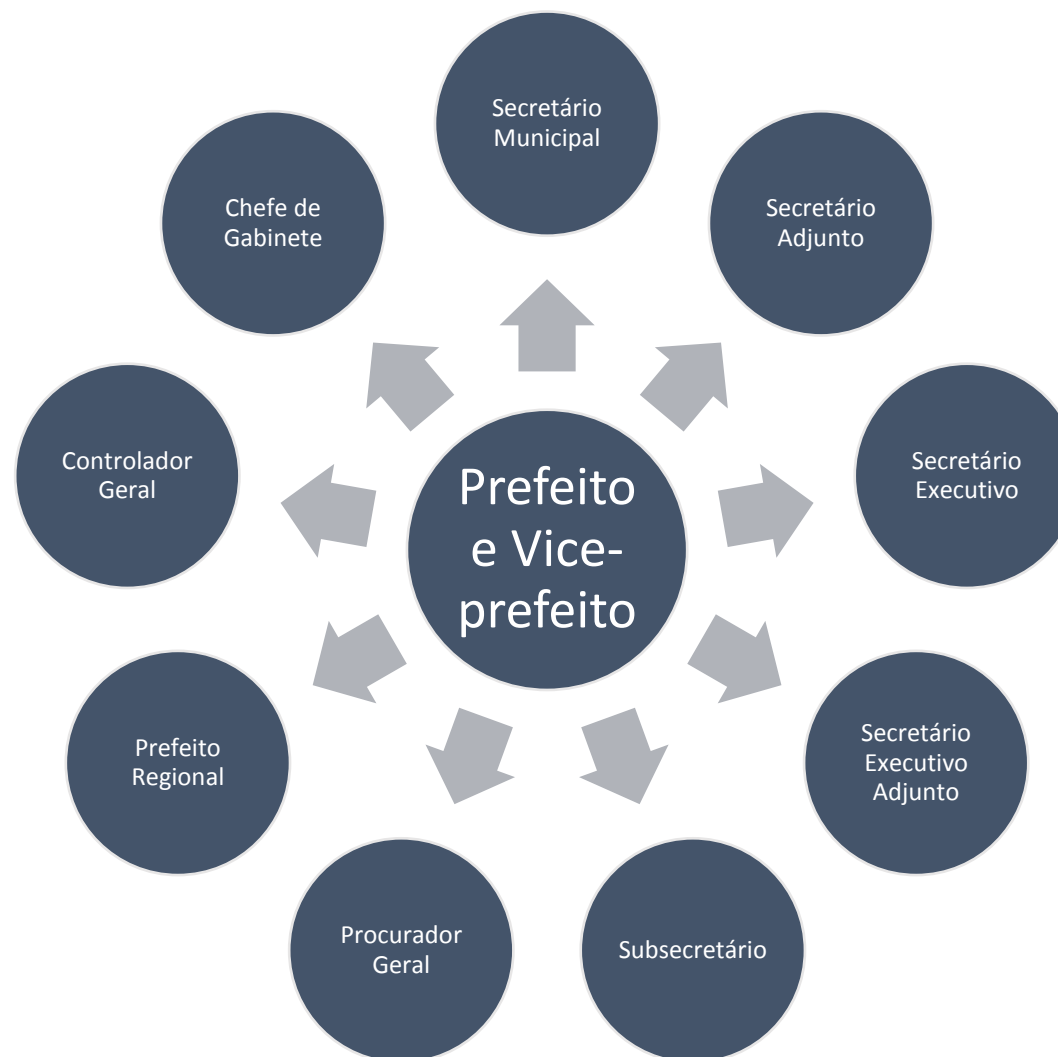 Secretário
Municipal
Chefe de
Gabinete
Secretário
Adjunto
Controlador
Geral
Prefeito
e Vice-
prefeito
Secretário
Executivo
Prefeito
Regional
Secretário
Executivo
Adjunto
Procurador
Geral
Subsecretário